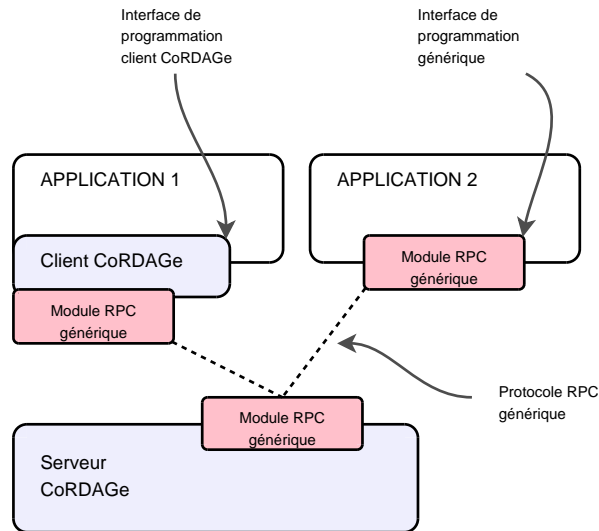 Interface de
programmation
client CoRDAGe
Interface de
programmation
générique
APPLICATION 1
APPLICATION 2
Client CoRDAGe
Module RPC
générique
Module RPC
générique
Protocole RPC
générique
Module RPC
générique
Serveur
CoRDAGe